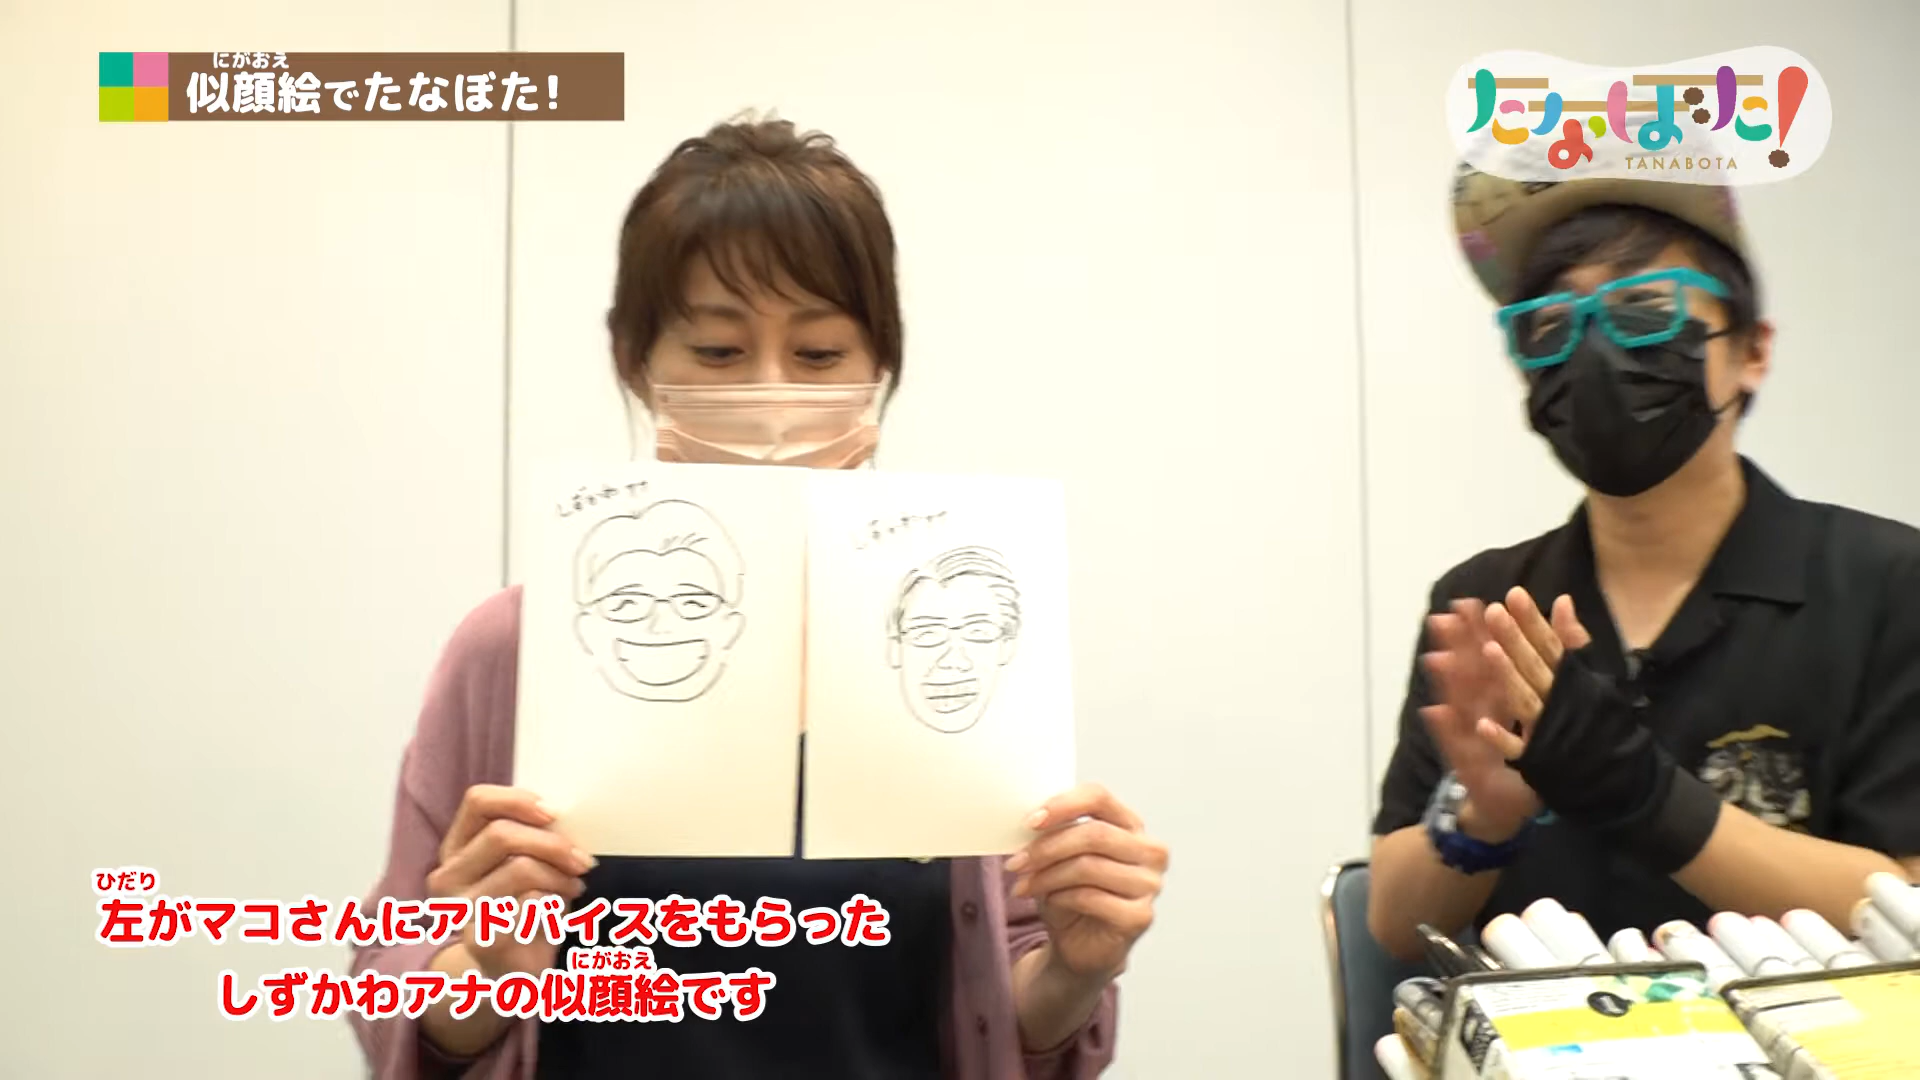 にがおえ
似顔絵でたなぼた！
たなぼた！
TANABOTA
ひだり
左がマコさんにアドバイスをもらった
にがおえ
しずかわアナの似顔絵です